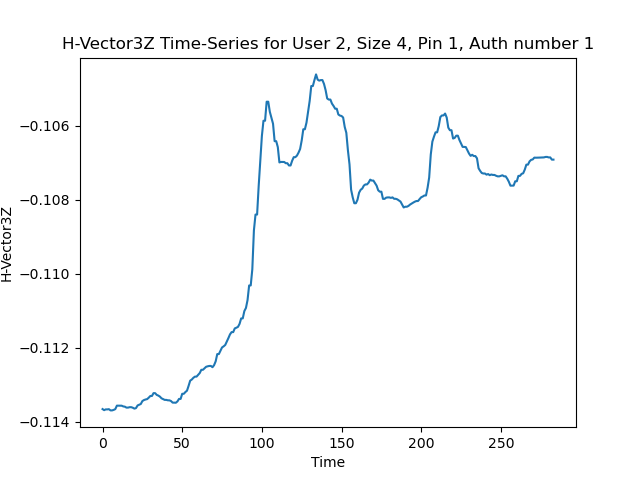 H-Vector3Z Time-Series for User 2, Size 4, Pin 1, Auth number 1
H-Vector3Z
−0.106
−0.108
−0.110
−0.112
−0.114
0 50 100 150 200 250
Time